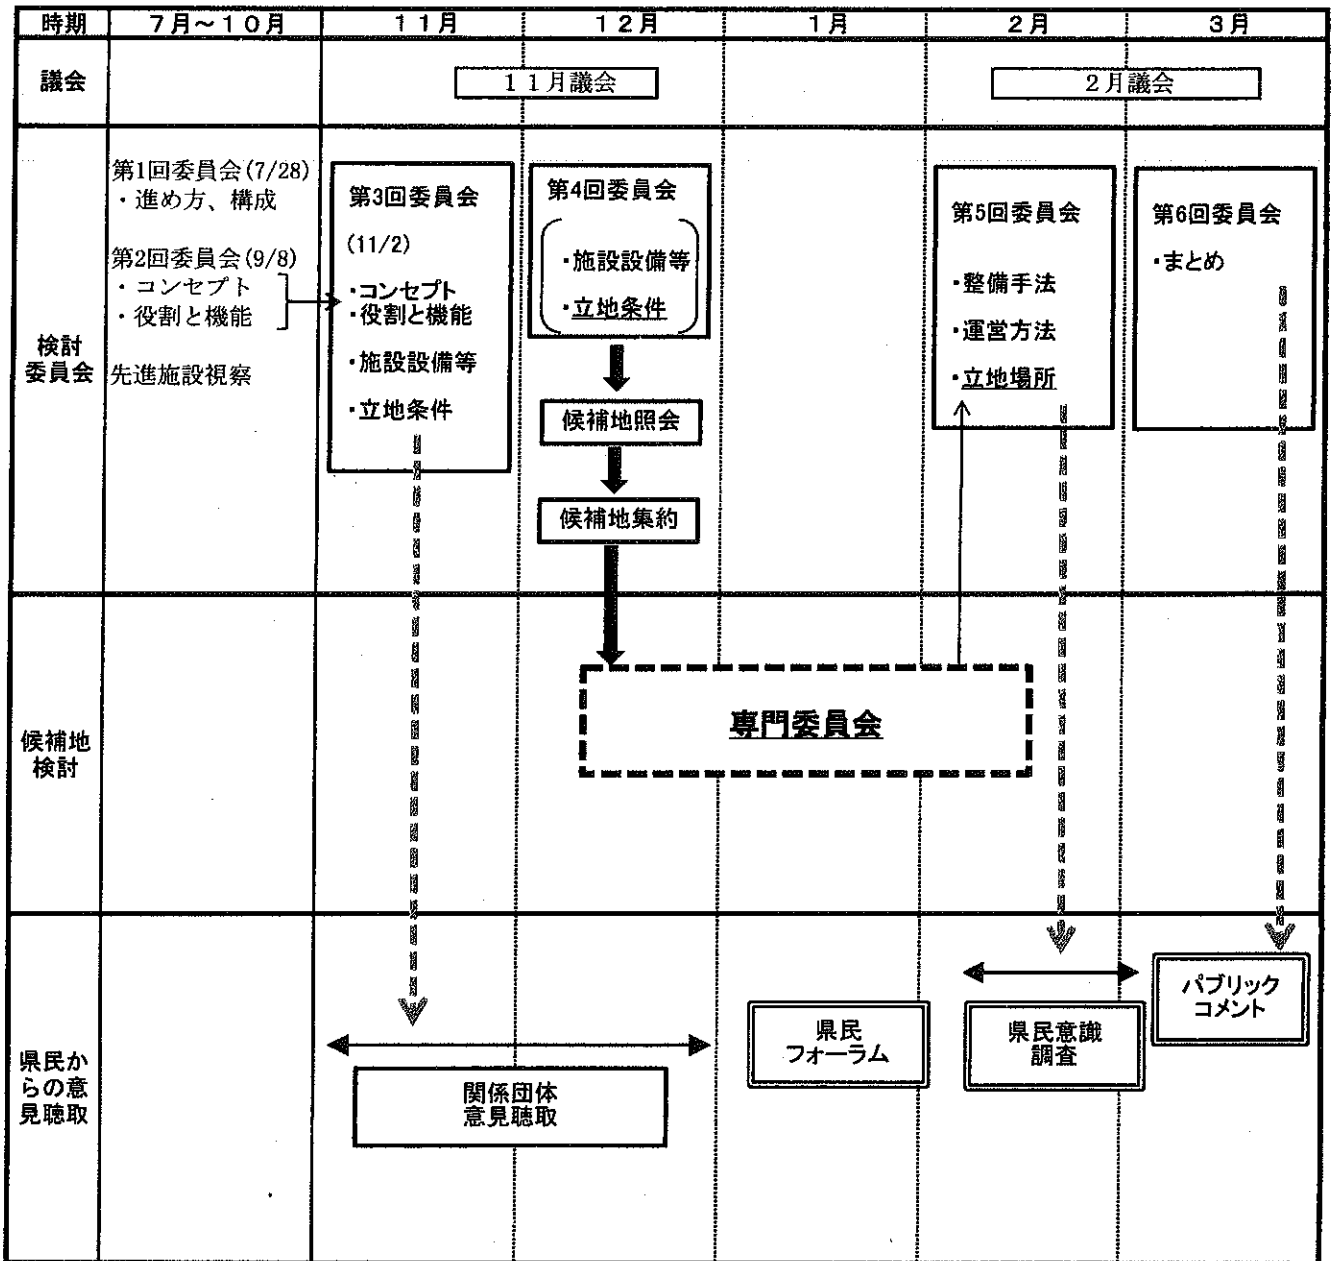 時期
7月～10月
11月
12月
1月
2月
3月
議会
11月議会
2月議会
検討
委員会
第1回委員会(7/28)
・進め方、構成
第2回委員会(9/8)
・コンセプト
・役割と機能
先進施設視察
第3回委員会
(11/2)
・コンセプト
・役割と機能
・施設設備等
・立地条件
第4回委員会
・施設設備等
・立地条件
候補地照会
候補地集約
第5回委員会
・整備手法
・運営方法
・立地場所
第6回委員会
・まとめ
候補地
検討
専門委員会
県民か
らの意
見聴取
関係団体
意見聴取
県民
フォーラム
県民意識
調査
パブリック
コメント